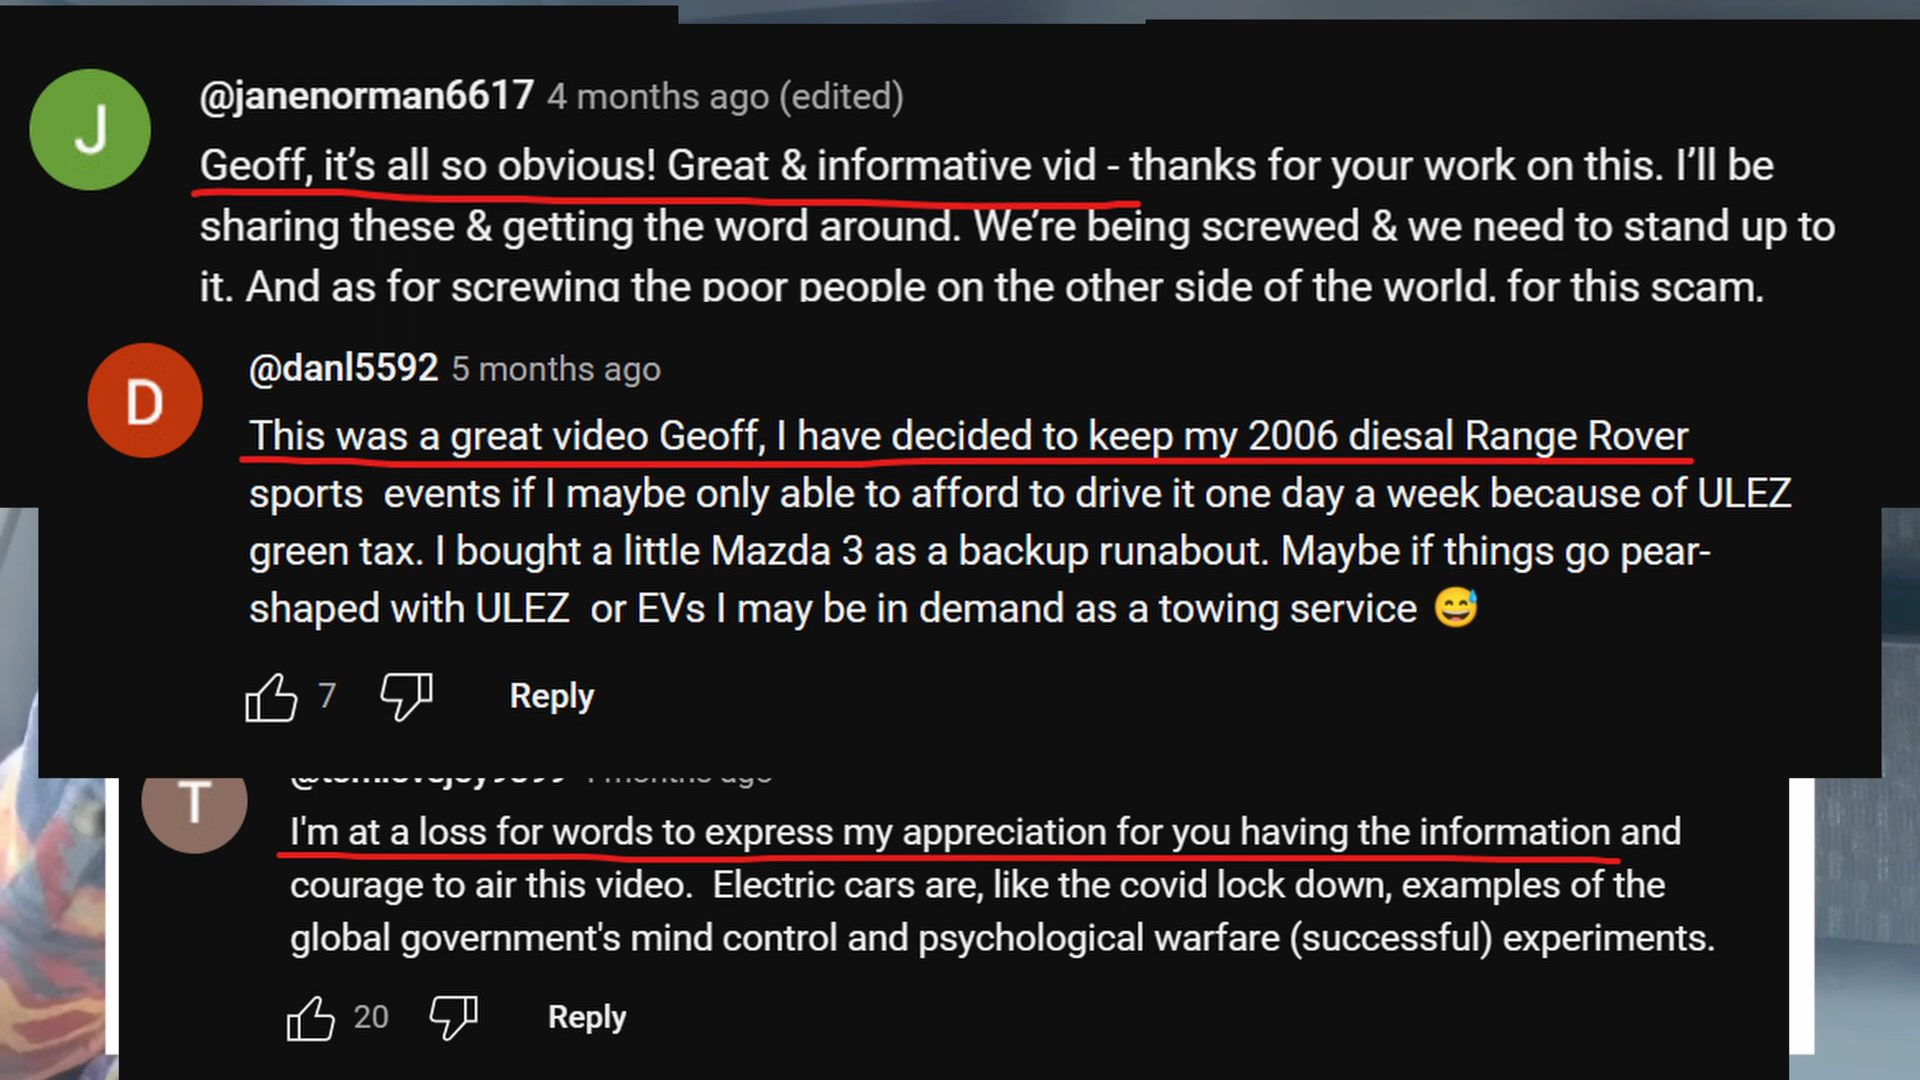 J
@janenorman6617 4 months ago (edited)
Geoff, it’s all so obvious! Great & informative vid - thanks for your work on this. I’ll be
sharing these & getting the word around. We’re being screwed & we need to stand up to
it. And as for screwing the poor people on the other side of the world, for this scam.
D
@danl5592 5 months ago
This was a great video Geoff, I have decided to keep my 2006 diesal Range Rover
sports  events if I maybe only able to afford to drive it one day a week because of ULEZ
green tax. I bought a little Mazda 3 as a backup runabout. Maybe if things go pear-
shaped with ULEZ  or EVs I may be in demand as a towing service 😅
7 Reply
T
months ago
I'm at a loss for words to express my appreciation for you having the information and
courage to air this video.  Electric cars are, like the covid lock down, examples of the
global government's mind control and psychological warfare (successful) experiments.
20 Reply